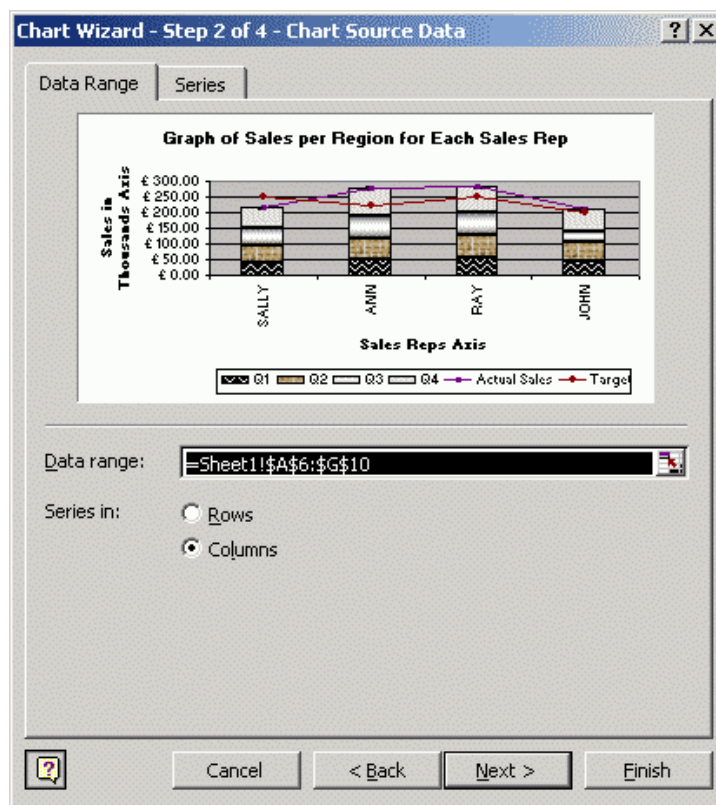 Chart Wizard - Step 2 of 4 - Chart Source Data
Data Range
Series
Graph of Sales per Region for Each Sales Rep
Sales in
Thousands Axis
£ 300.00
£ 250.00
£ 200.00
£ 150.00
£ 100.00
£ 50.00
£ 0.00
SALLY
ANN
RAY
JOHN
Sales Reps Axis
Q1 Q2 Q3 Q4 Actual Sales Target
Data range:
=Sheet1!$A$6:$G$10
Series in:
Rows
Columns
Cancel
< Back
Next >
Finish